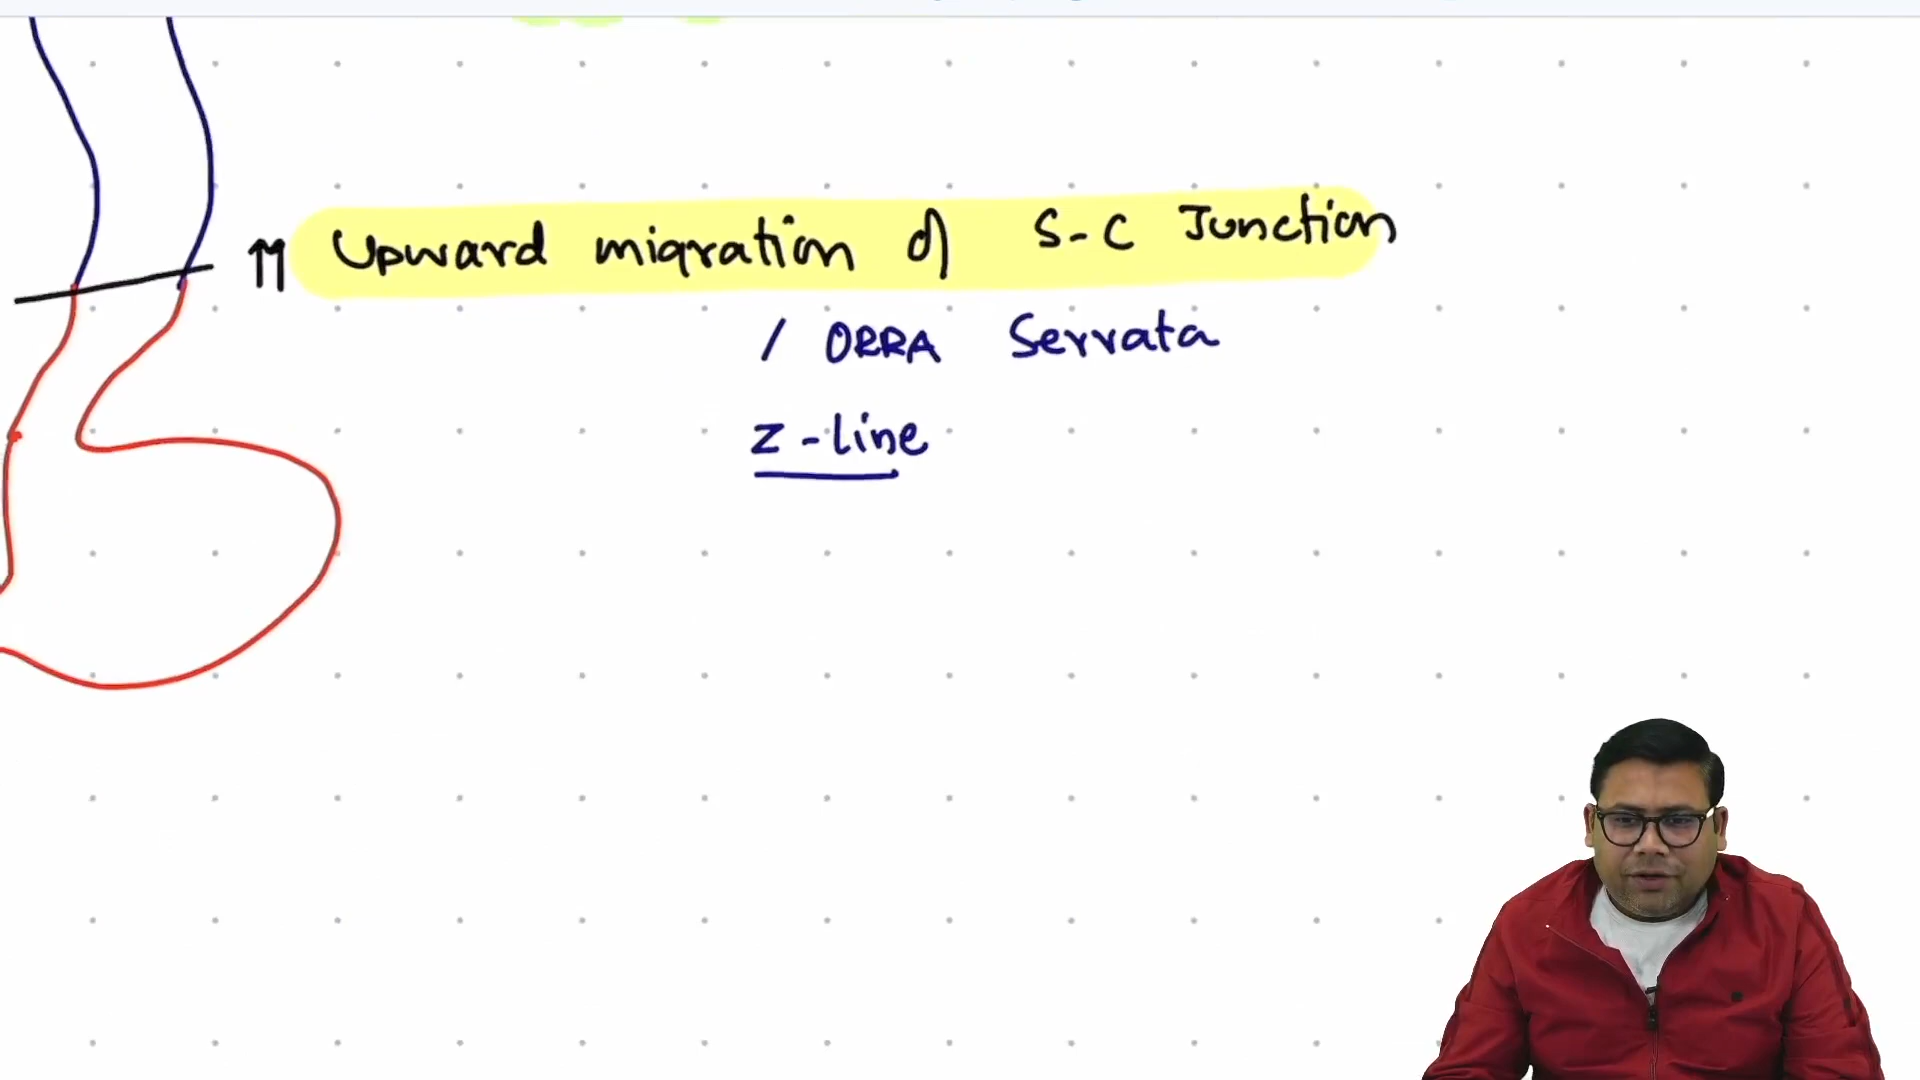 ⇈ Upward migration of S-C Junction
/ ORRA Serrata
Z-line